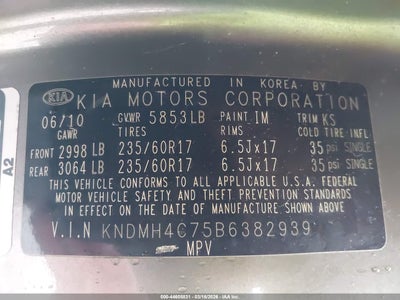 MANUFACTURED IN KOREA BY
KIA KIA MOTORS CORPORATION
06/10 GVWR 5853LB PAINT IM TRIM KS
GAWR TIRES RIMS COLD TIRE INFL
FRONT 2998 LB 235/60R17 6.5Jx17 35 psi SINGLE
REAR 3064 LB 235/60R17 6.5Jx17 35 psi SINGLE
THIS VEHICLE CONFORMS TO ALL APPLICABLE U.S.A. FEDERAL
MOTOR VEHICLE SAFETY, BUMPER, AND THEFT PREVENTION
STANDARDS IN EFFECT ON THE DATE OF MANUFACTURE SHOWN ABOVE.
V.I.N KNDMH4C75B6382939
MPV
A2